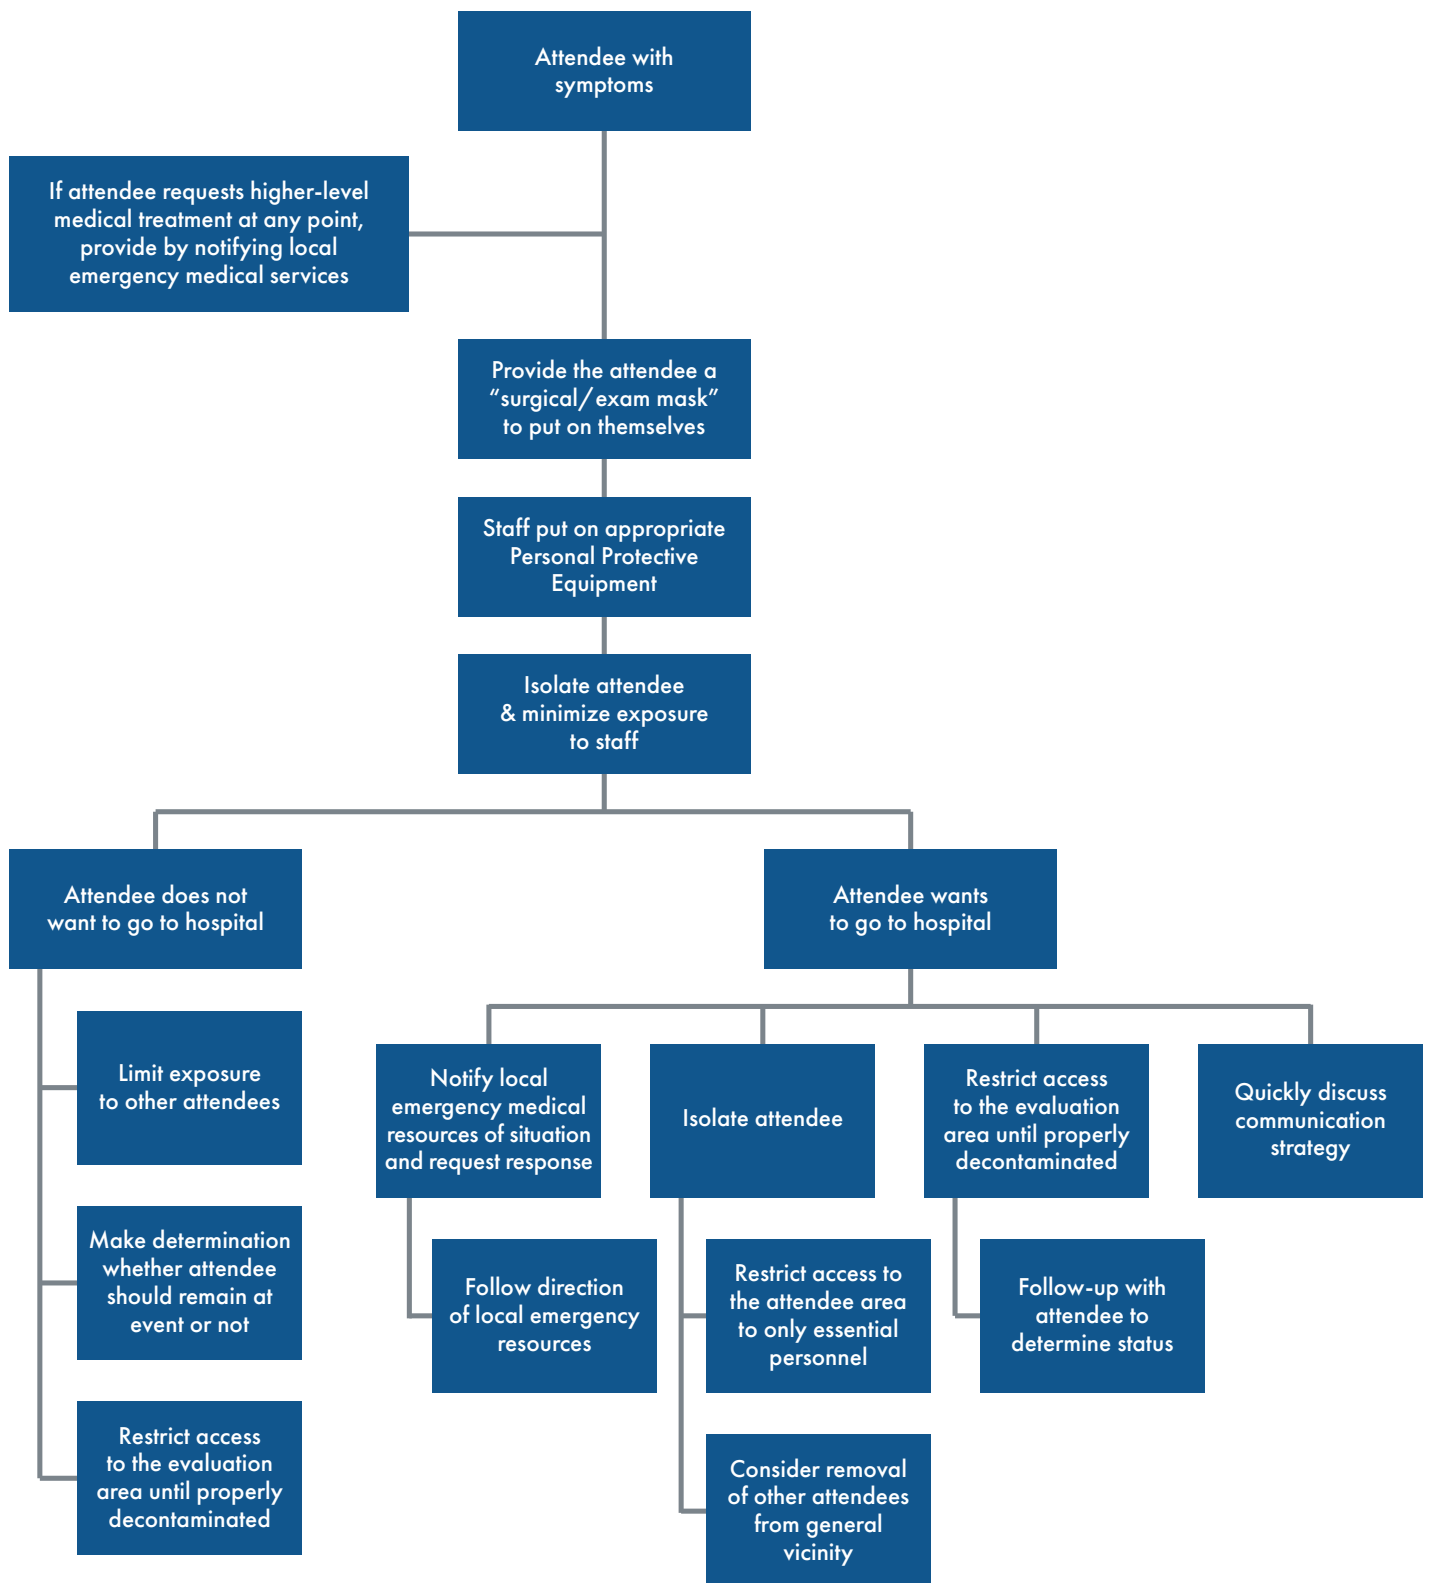 Attendee with
symptoms
If attendee requests higher-level
medical treatment at any point,
provide by notifying local
emergency medical services
Provide the attendee a
“surgical/exam mask”
to put on themselves
Staff put on appropriate
Personal Protective
Equipment
Isolate attendee
& minimize exposure
to staff
Attendee does not
want to go to hospital
Limit exposure
to other attendees
Make determination
whether attendee
should remain at
event or not
Restrict access
to the evaluation
area until properly
decontaminated
Attendee wants
to go to hospital
Notify local
emergency medical
resources of situation
and request response
Follow direction
of local emergency
resources
Isolate attendee
Restrict access to
the attendee area
to only essential
personnel
Consider removal
of other attendees
from general
vicinity
Restrict access
to the evaluation
area until properly
decontaminated
Follow-up with
attendee to
determine status
Quickly discuss
communication
strategy